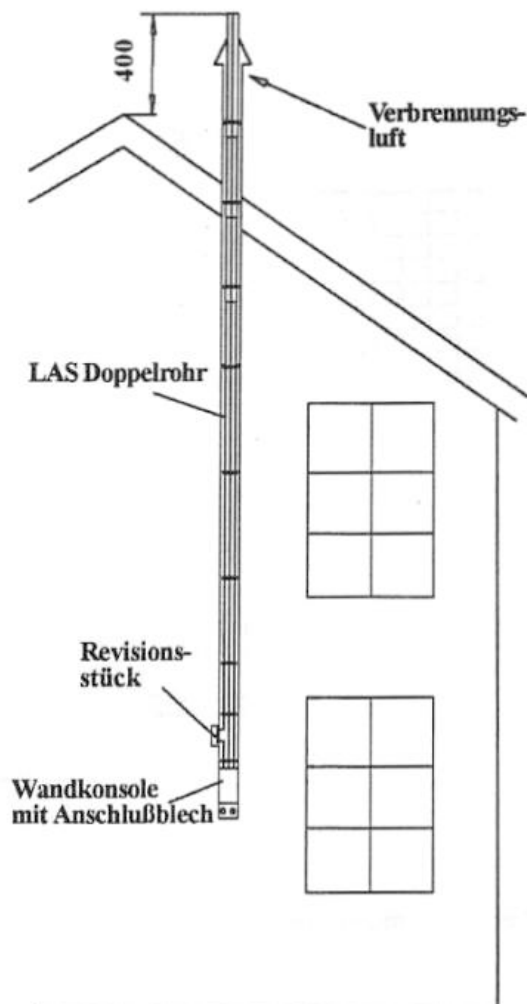 400
Verbrennungs-
luft
LAS Doppelrohr
Revisions-
stück
Wandkonsole
mit Anschlußblech